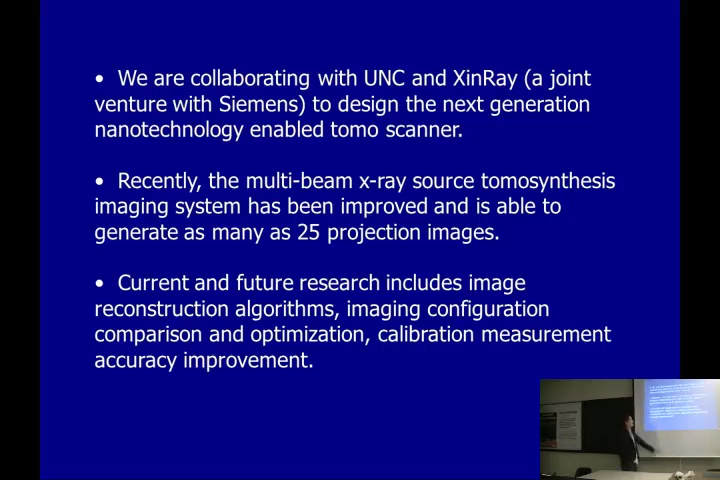 • We are collaborating with UNC and XinRay (a joint
venture with Siemens) to design the next generation
nanotechnology enabled tomo scanner.
• Recently, the multi-beam x-ray source tomosynthesis
imaging system has been improved and is able to
generate as many as 25 projection images.
• Current and future research includes image
reconstruction algorithms, imaging configuration
comparison and optimization, calibration measurement
accuracy improvement.